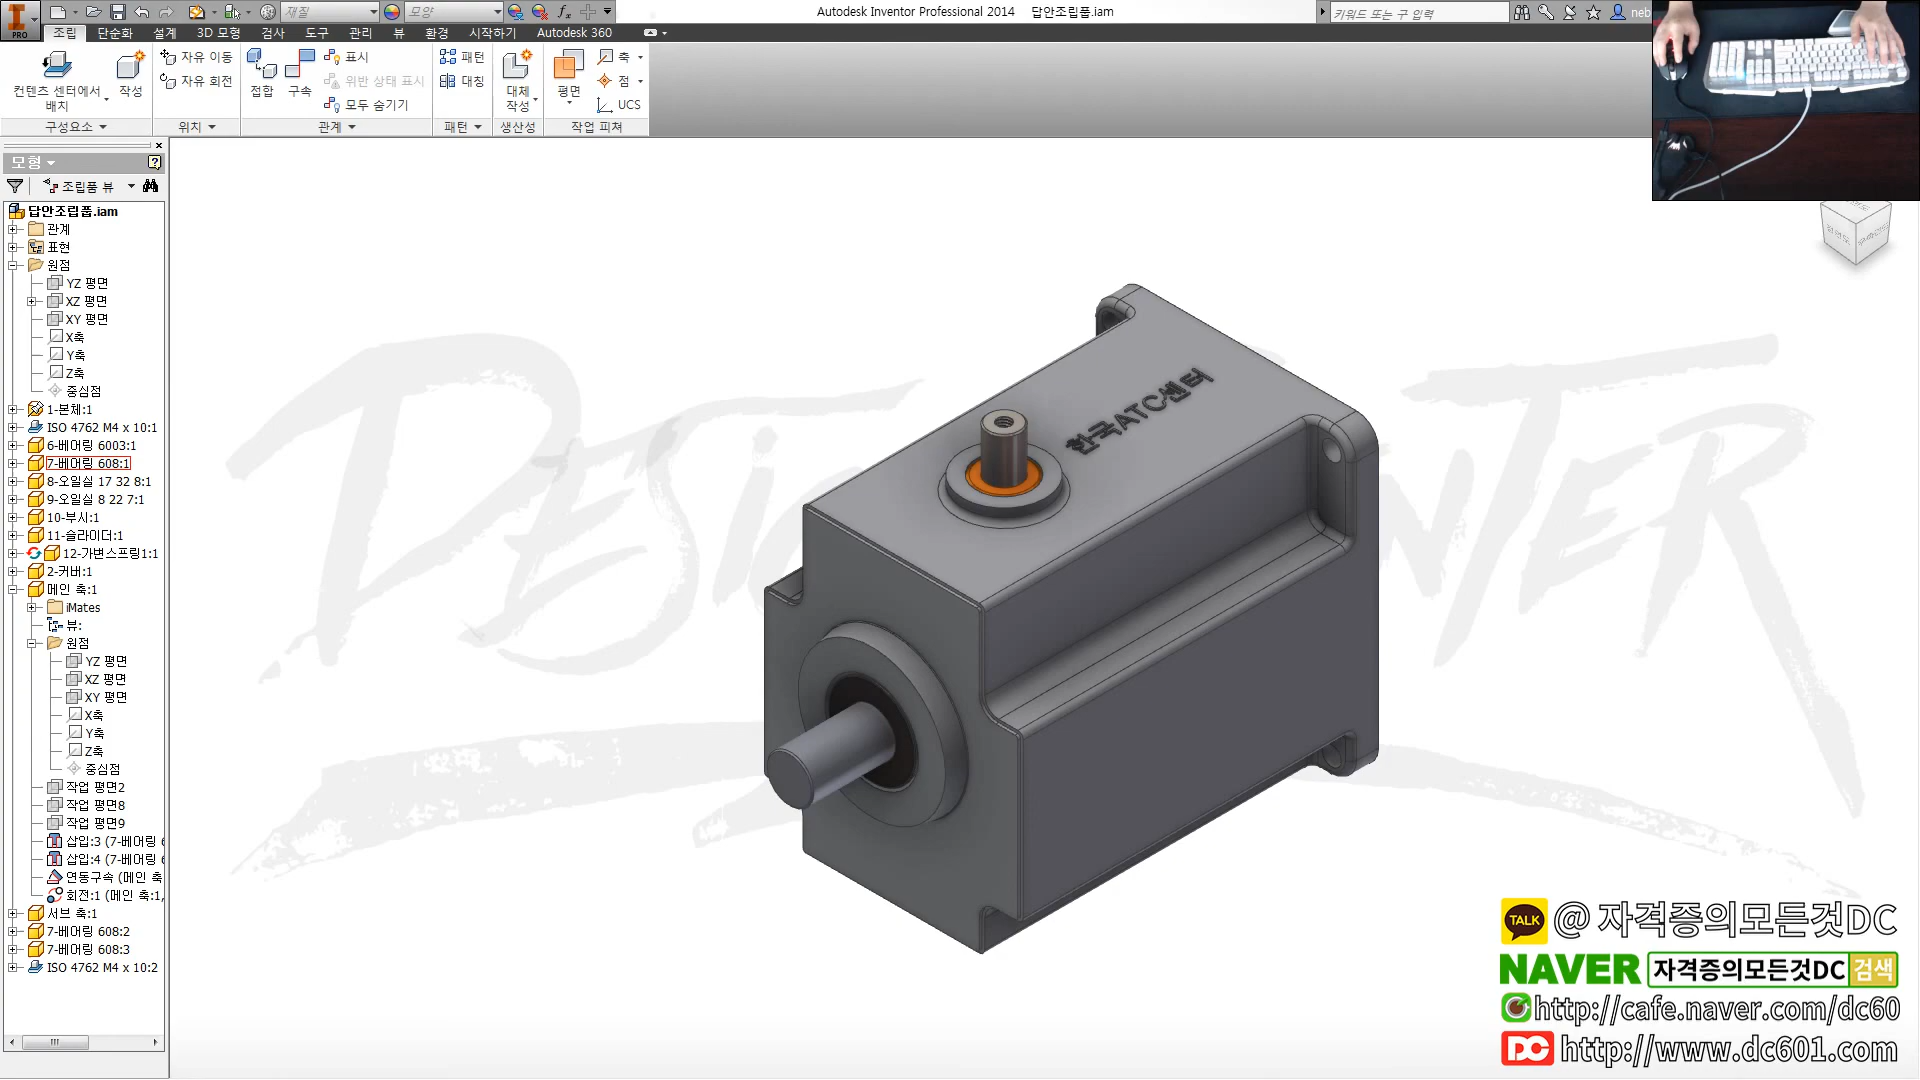 재질
모양
Autodesk Inventor Professional 2014 답안조립품.iam
키워드 또는 구 입력
neb
PRO
조립 단순화 설계 3D 모형 검사 도구 관리 뷰 환경 시작하기 Autodesk 360
컨텐츠 센터에서 배치
작성
자유 이동
자유 회전
접합
구속
표시
위반 상태 표시
모두 숨기기
패턴
대칭
대체 작성
평면
축
점
UCS
구성요소
위치
관계
패턴
생산성
작업 피쳐
모형
조립품 뷰
답안조립품.iam
관계
표현
원점
YZ 평면
XZ 평면
XY 평면
X축
Y축
Z축
중심점
1-본체:1
ISO 4762 M4 x 10:1
6-베어링 6003:1
7-베어링 608:1
8-오일실 17 32 8:1
9-오일실 8 22 7:1
10-부시:1
11-슬라이더:1
12-가변스프링1:1
2-커버:1
메인 축:1
iMates
뷰:
원점
YZ 평면
XZ 평면
XY 평면
X축
Y축
Z축
중심점
작업 평면2
작업 평면8
작업 평면9
삽입:3 (7-베어링 6
삽입:4 (7-베어링 6
연동구속 (메인 축
회전:1 (메인 축:1,
서브 축:1
7-베어링 608:2
7-베어링 608:3
ISO 4762 M4 x 10:2
한국ATC센터
TALK @ 자격증의모든것DC
NAVER 자격증의모든것DC 검색
http://cafe.naver.com/dc60
DC http://www.dc601.com